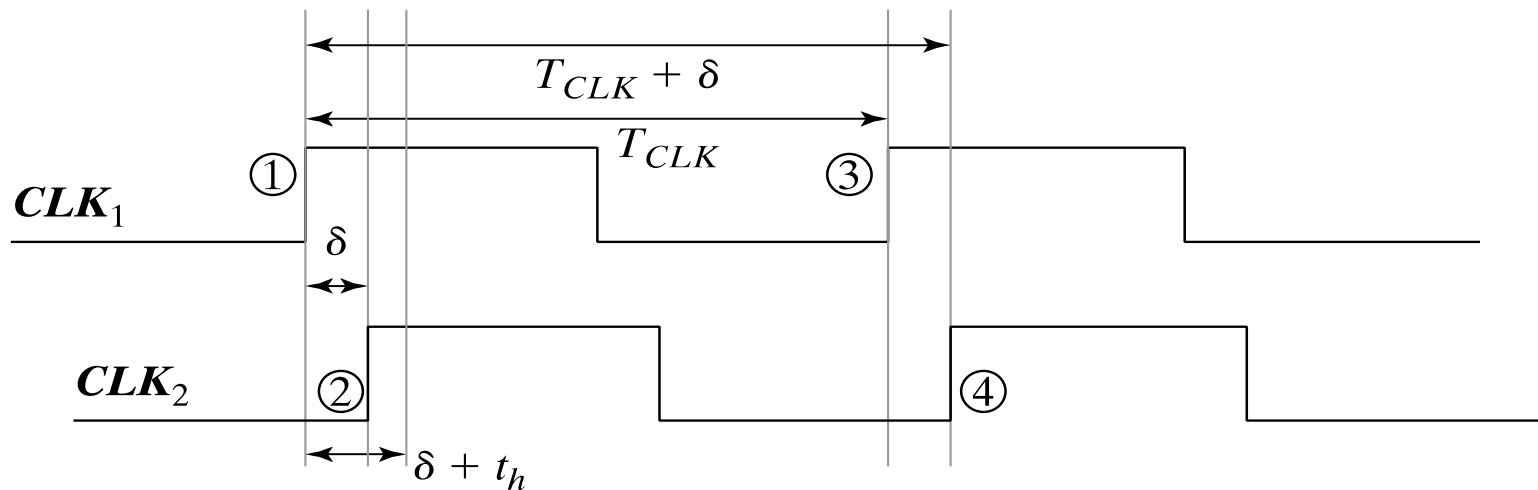 T_CLK + δ
T_CLK
① ③
CLK₁
δ
CLK₂
② ④
δ + t_h